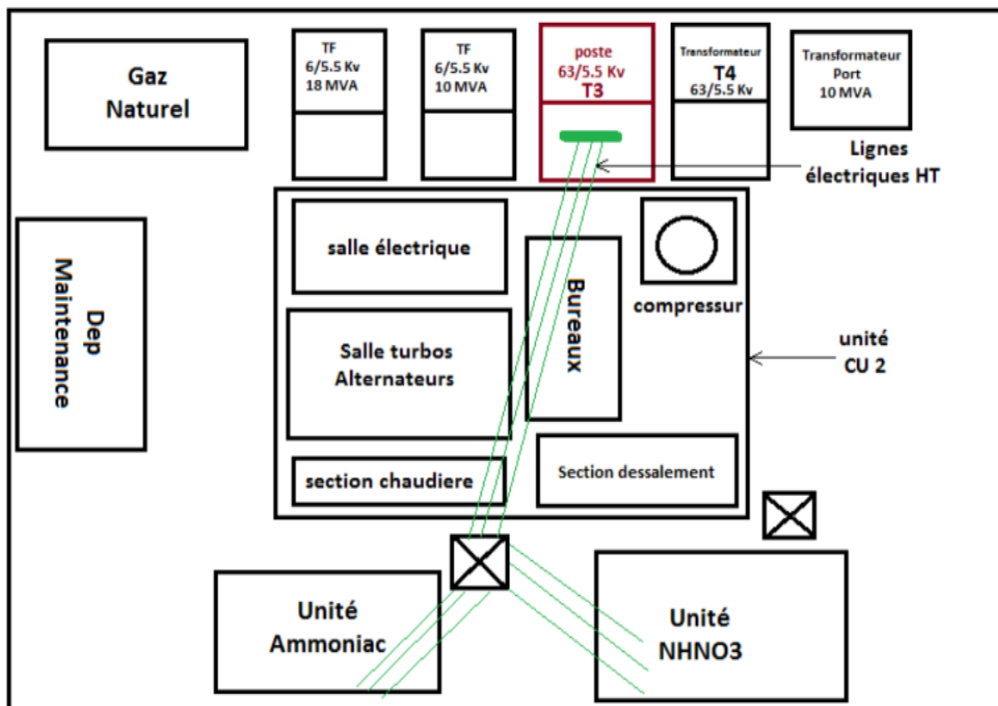 Gaz
Naturel
TF
6/5.5 Kv
18 MVA
TF
6/5.5 Kv
10 MVA
poste
63/5.5 Kv
T3
Transformateur
T4
63/5.5 Kv
Transformateur
Port
10 MVA
Lignes
électriques HT
Dep
Maintenance
salle électrique
Bureaux
compressur
Salle turbos
Alternateurs
unité
CU 2
section chaudiere
Section dessalement
Unité
Ammoniac
Unité
NHNO3